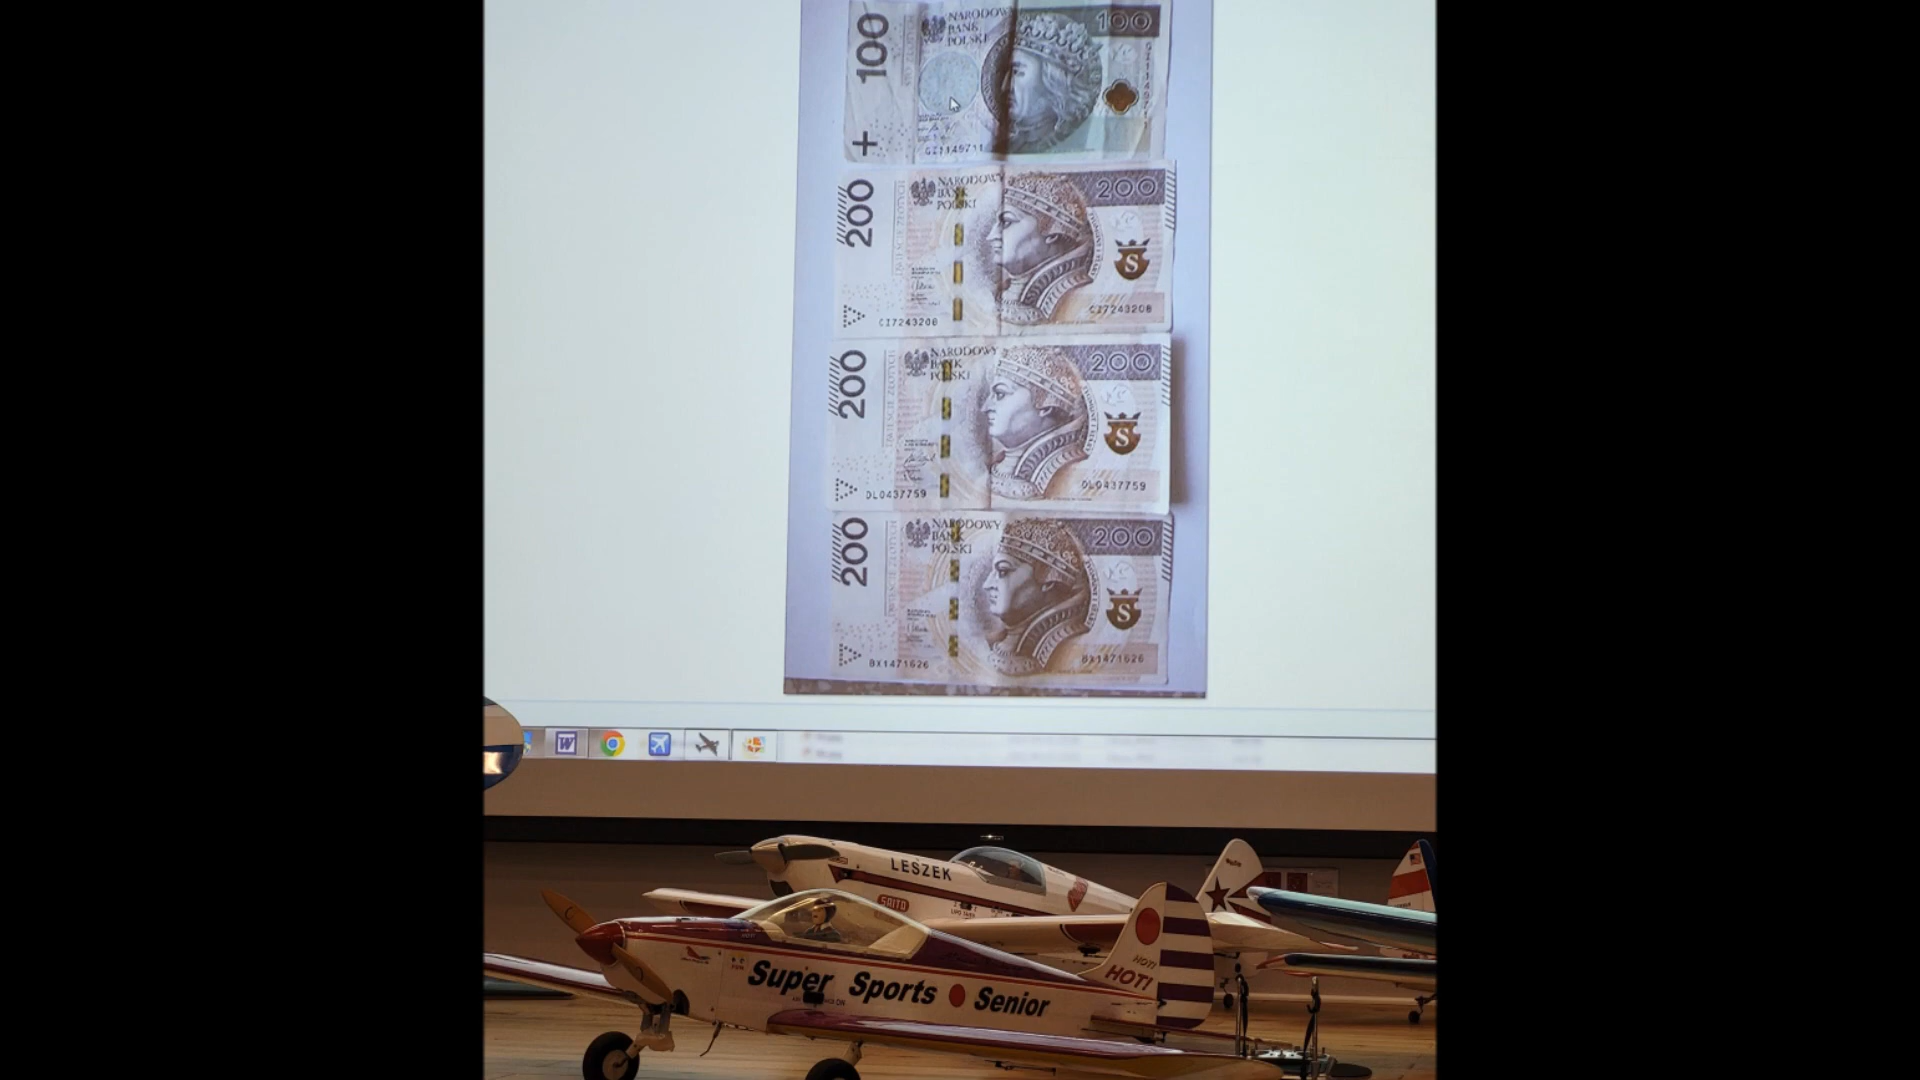 100
NARODOWY
BANK
POLSKI
100
200
NARODOWY
BANK
POLSKI
200
S
CI7243208
CI7243208
200
NARODOWY
BANK
POLSKI
200
S
DL0437759
DL0437759
200
NARODOWY
BANK
POLSKI
200
S
BX1471626
BX1471626
W
LESZEK
SAITO
Super Sports Senior
HOT!
HOT!